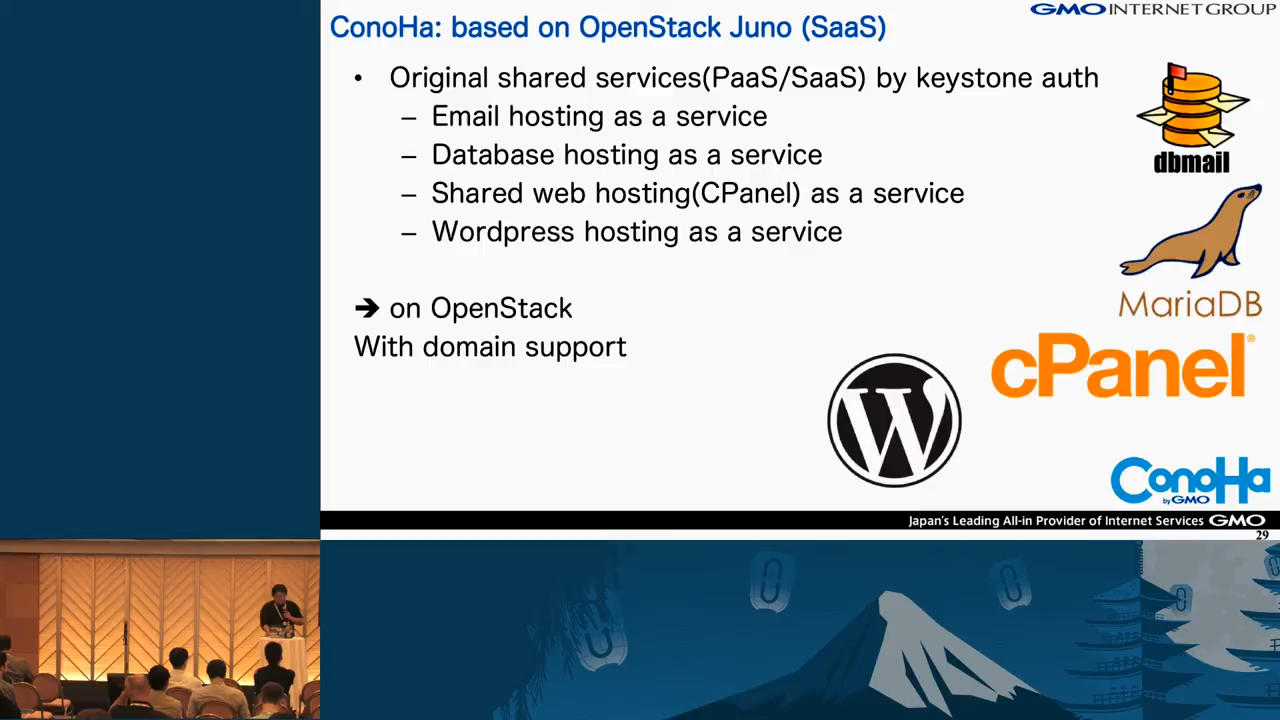 GMO INTERNET GROUP
ConoHa: based on OpenStack Juno (SaaS)
• Original shared services(PaaS/SaaS) by keystone auth
– Email hosting as a service
– Database hosting as a service
– Shared web hosting(CPanel) as a service
– Wordpress hosting as a service
➔ on OpenStack
With domain support
dbmail
MariaDB
cPanel®
W
ConoHa
by GMO
Japan's Leading All-in Provider of Internet Services GMO
29